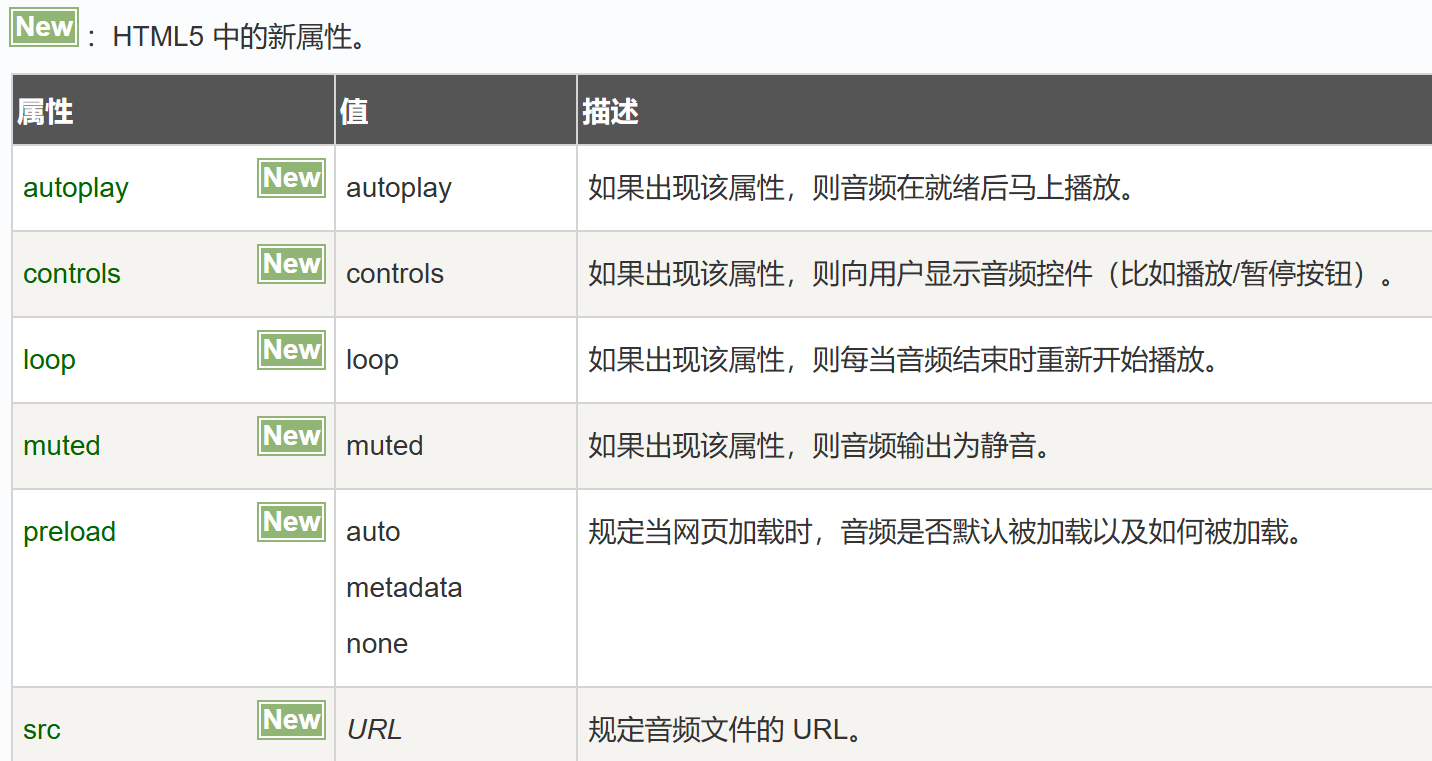 New ：HTML5 中的新属性。
属性 值 描述
autoplay New autoplay 如果出现该属性，则音频在就绪后马上播放。
controls New controls 如果出现该属性，则向用户显示音频控件（比如播放/暂停按钮）。
loop New loop 如果出现该属性，则每当音频结束时重新开始播放。
muted New muted 如果出现该属性，则音频输出为静音。
preload New auto 规定当网页加载时，音频是否默认被加载以及如何被加载。
metadata
none
src New URL 规定音频文件的 URL。